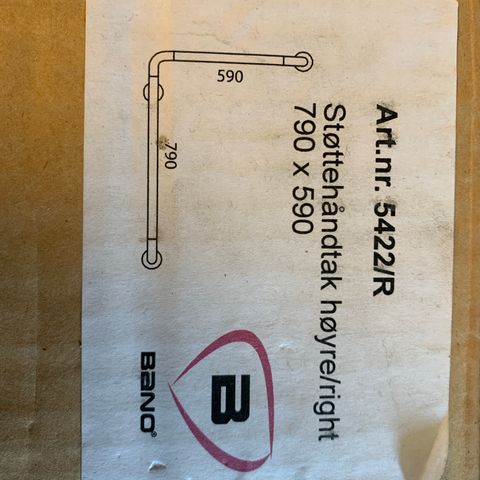 Art.nr. 5422/R
Støttehåndtak høyre/right
790 x 590
590
790
B
BANO®